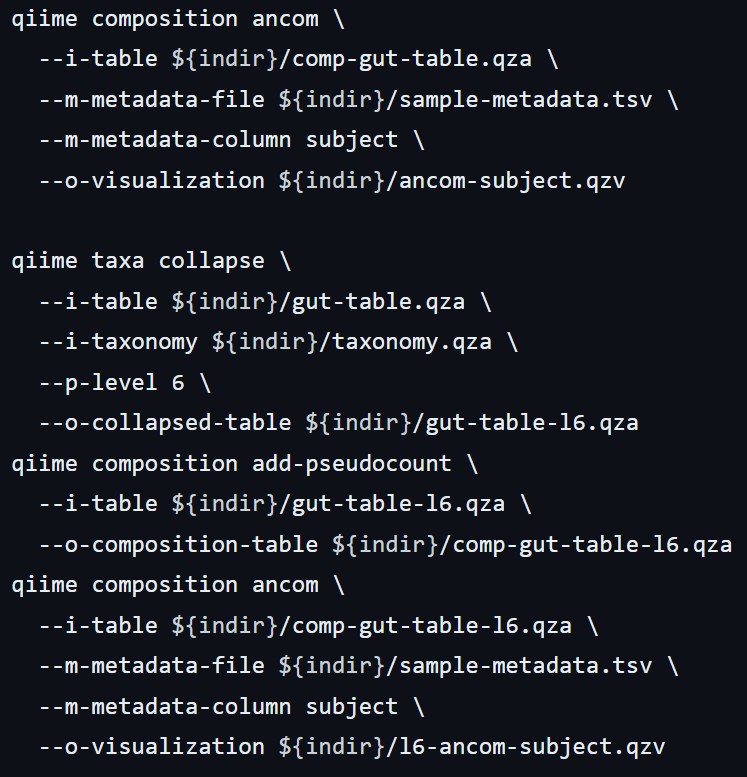 qiime composition ancom \
  --i-table ${indir}/comp-gut-table.qza \
  --m-metadata-file ${indir}/sample-metadata.tsv \
  --m-metadata-column subject \
  --o-visualization ${indir}/ancom-subject.qzv

qiime taxa collapse \
  --i-table ${indir}/gut-table.qza \
  --i-taxonomy ${indir}/taxonomy.qza \
  --p-level 6 \
  --o-collapsed-table ${indir}/gut-table-l6.qza
qiime composition add-pseudocount \
  --i-table ${indir}/gut-table-l6.qza \
  --o-composition-table ${indir}/comp-gut-table-l6.qza
qiime composition ancom \
  --i-table ${indir}/comp-gut-table-l6.qza \
  --m-metadata-file ${indir}/sample-metadata.tsv \
  --m-metadata-column subject \
  --o-visualization ${indir}/l6-ancom-subject.qzv